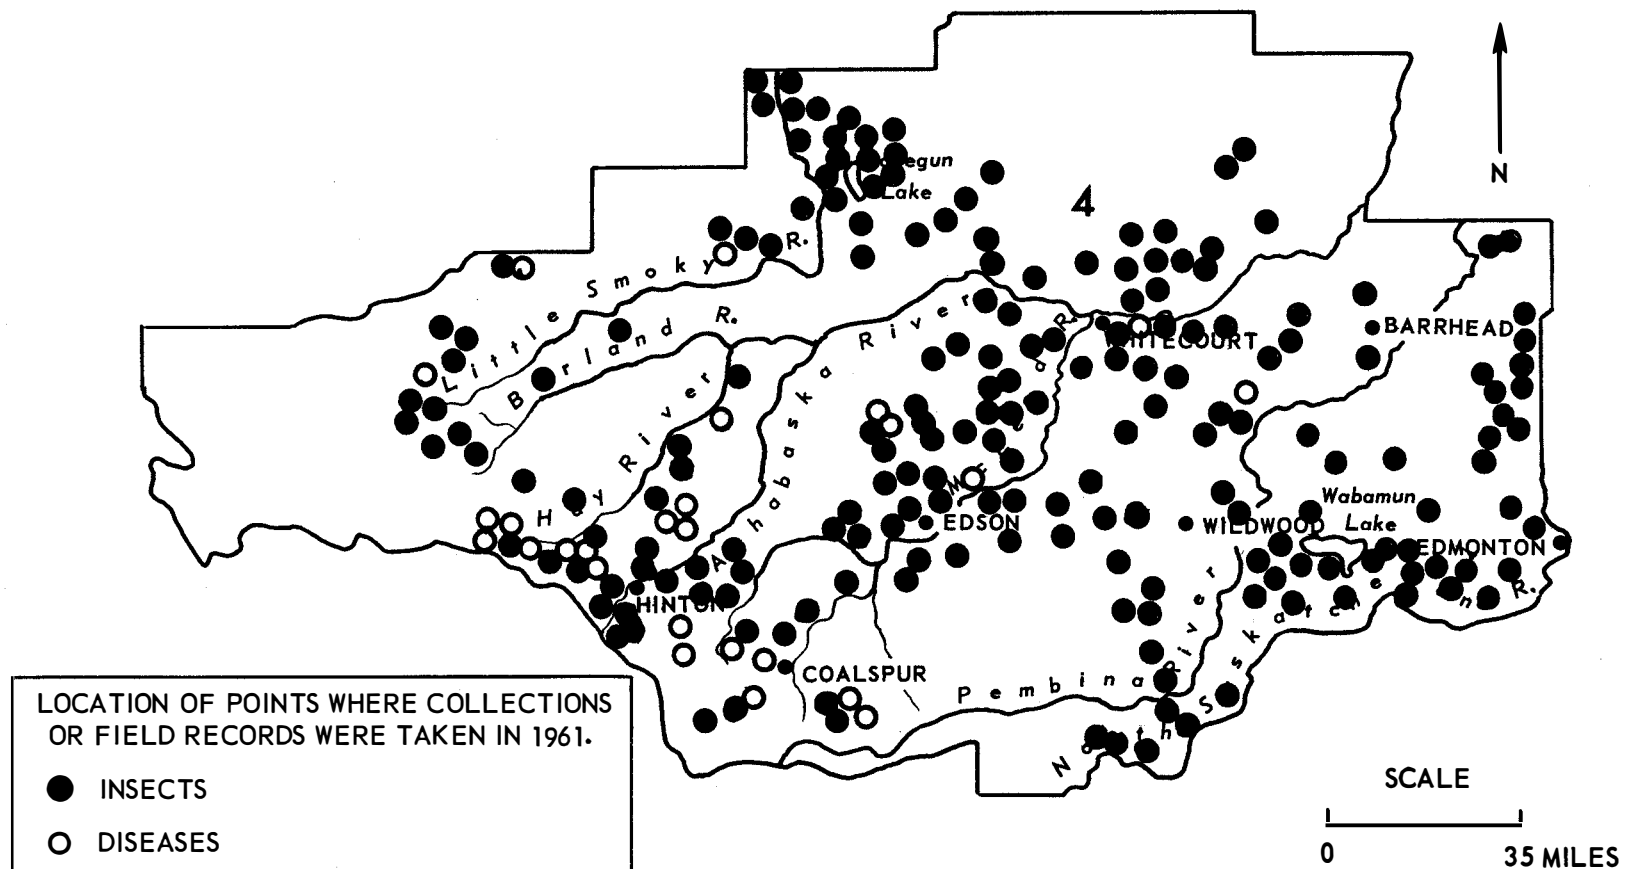 N
egun
Lake
4
Little Smoky R.
Berland R.
Athabaska River
BARRHEAD
WHITECOURT
Hay River
McLeod R.
Wabamun
Lake
EDSON
WILDWOOD
EDMONTON
HINTON
COALSPUR
Pembina River
North Saskatchewan R.
LOCATION OF POINTS WHERE COLLECTIONS
OR FIELD RECORDS WERE TAKEN IN 1961.
INSECTS
DISEASES
SCALE
0 35 MILES